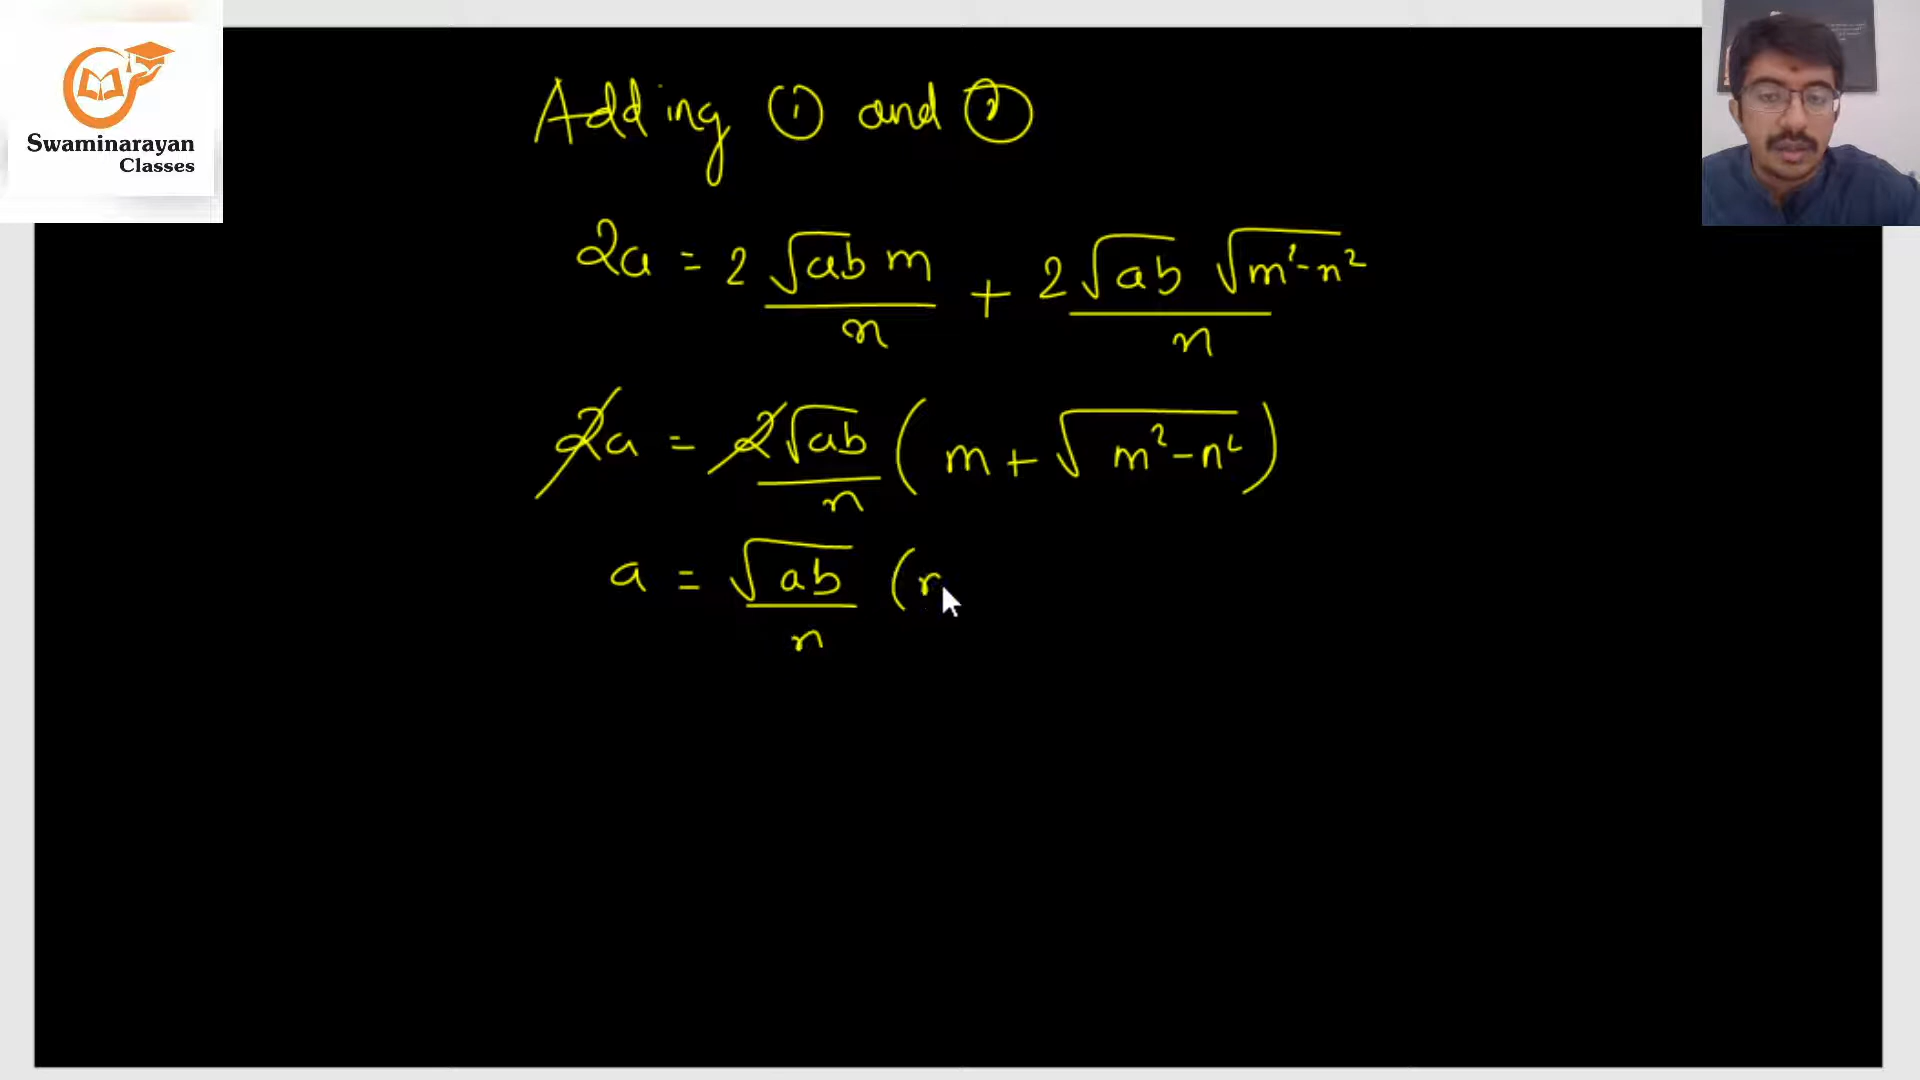 Swaminarayan
Classes
Adding ① and ②
2a = 2 √ab m / n + 2 √ab √m²-n² / n
2a = 2√ab / n ( m + √m²-n² )
a = √ab / n (